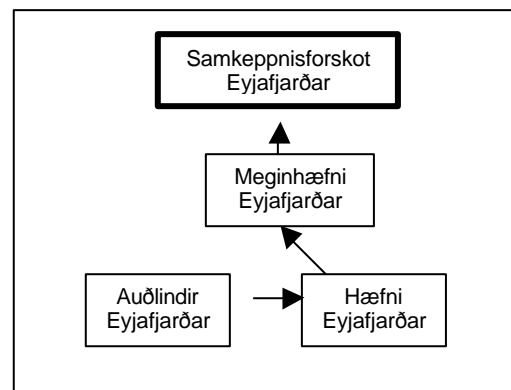 Samkeppnisforskot
Eyjafjarðar
Meginhæfni
Eyjafjarðar
Auðlindir
Eyjafjarðar
Hæfni
Eyjafjarðar